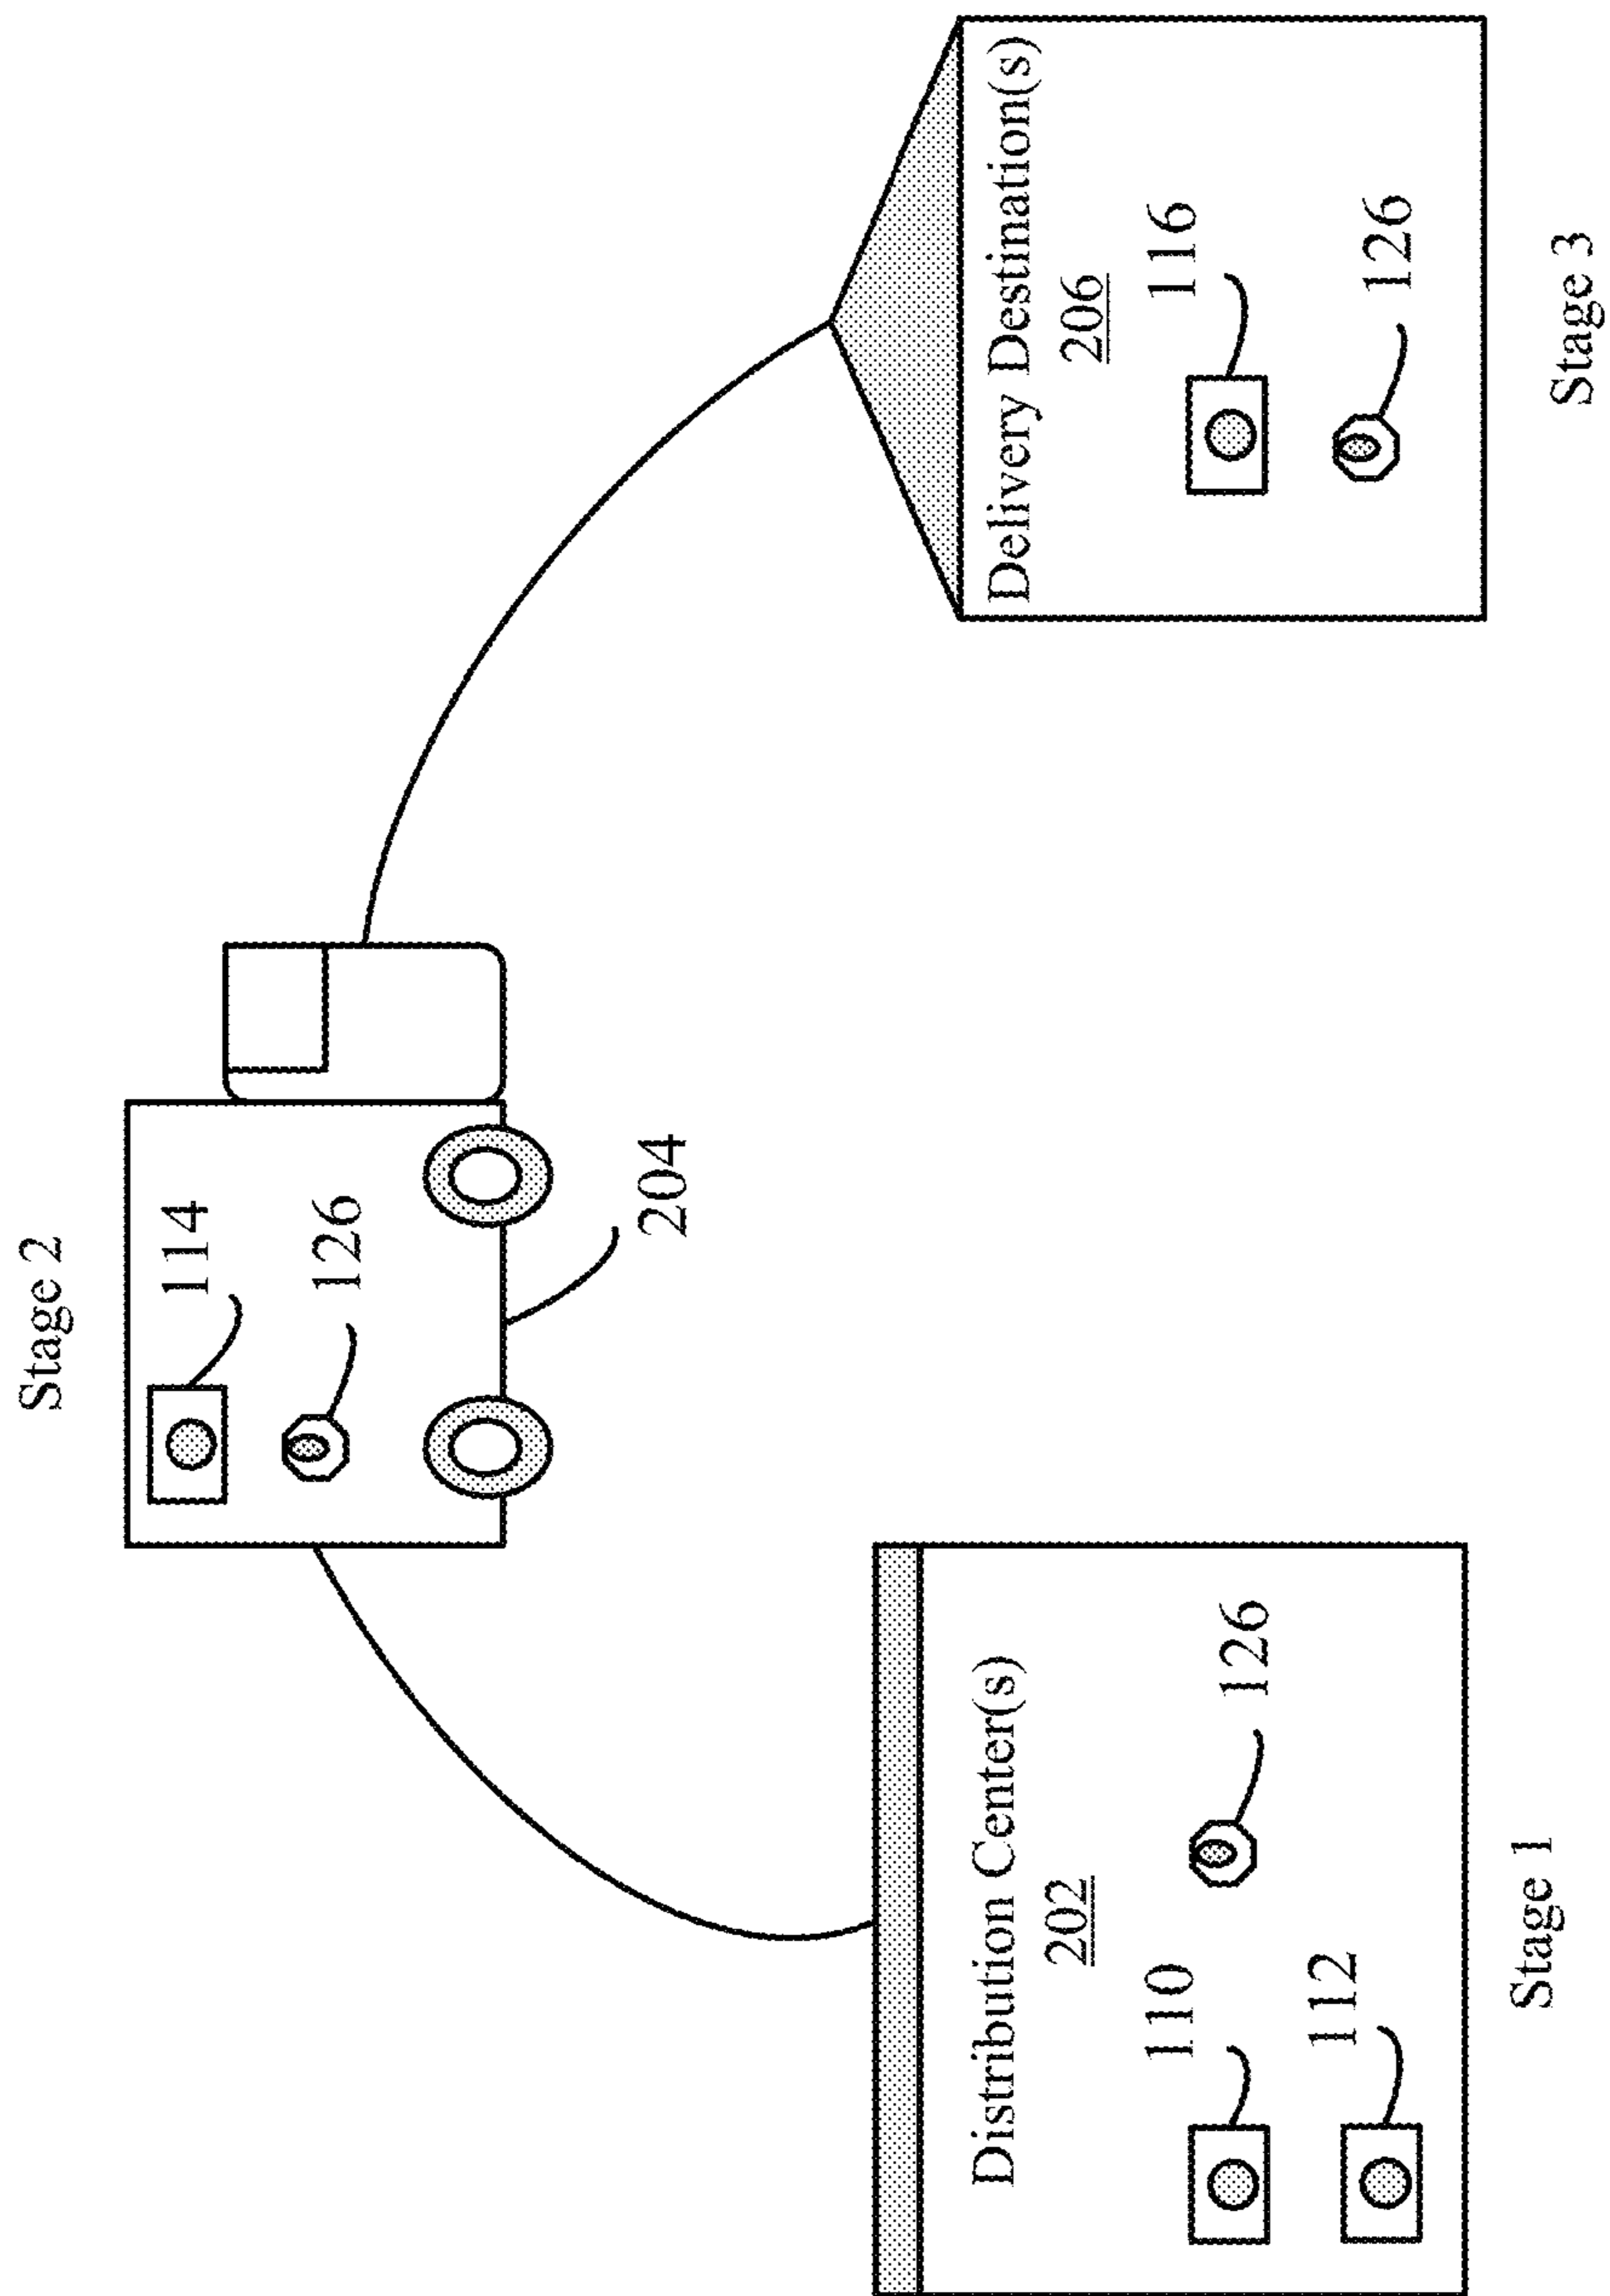 Stage 2
114
126
204
Distribution Center(s)
202
110
126
112
Stage 1
Delivery Destination(s)
206
116
126
Stage 3